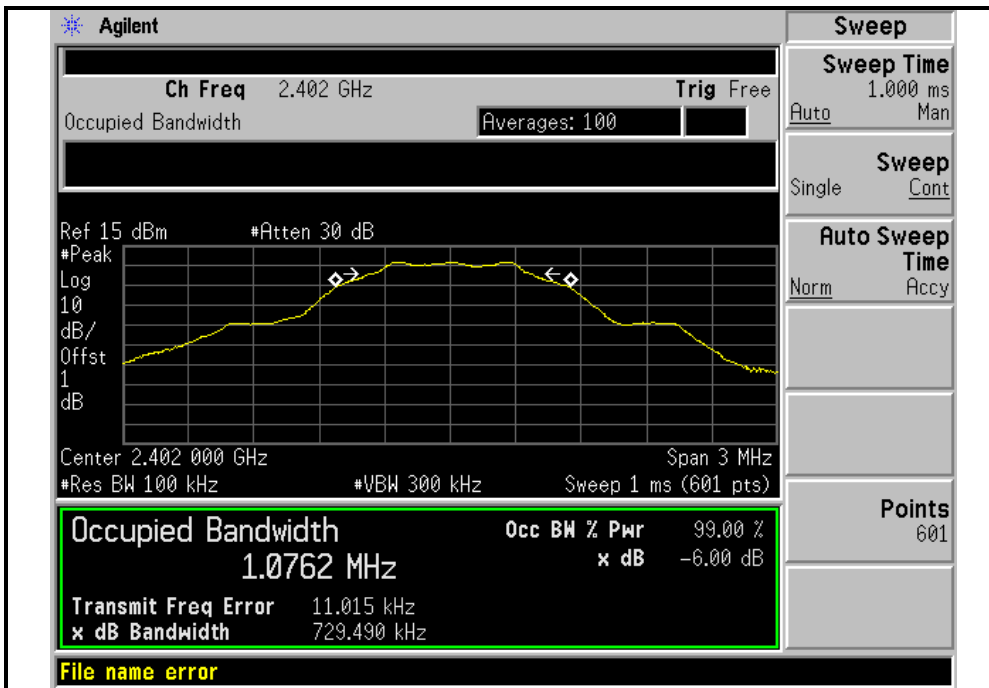 Agilent
Sweep
Ch Freq 2.402 GHz Trig Free
Occupied Bandwidth Averages: 100
Ref 15 dBm #Atten 30 dB
#Peak
Log
10
dB/
Offst
1
dB
Center 2.402 000 GHz Span 3 MHz
#Res BW 100 kHz #VBW 300 kHz Sweep 1 ms (601 pts)
Occupied Bandwidth Occ BW % Pwr 99.00 %
1.0762 MHz x dB -6.00 dB
Transmit Freq Error 11.015 kHz
x dB Bandwidth 729.490 kHz
File name error
Sweep Time
1.000 ms
Auto Man
Sweep
Single Cont
Auto Sweep
Time
Norm Accy
Points
601